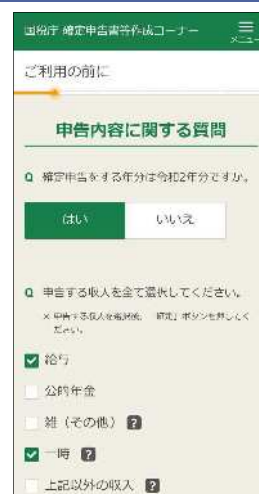 国税庁 確定申告書等作成コーナー
メニュー
ご利用の前に
申告内容に関する質問
Q 確定申告をする年分は令和2年分ですか。
はい いいえ
Q 申告する収入を全て選択してください。
※ 申告する収入を選択後、「確定」ボタンを押してく
ださい。
給与
公的年金
雑（その他） ?
一時 ?
上記以外の収入 ?